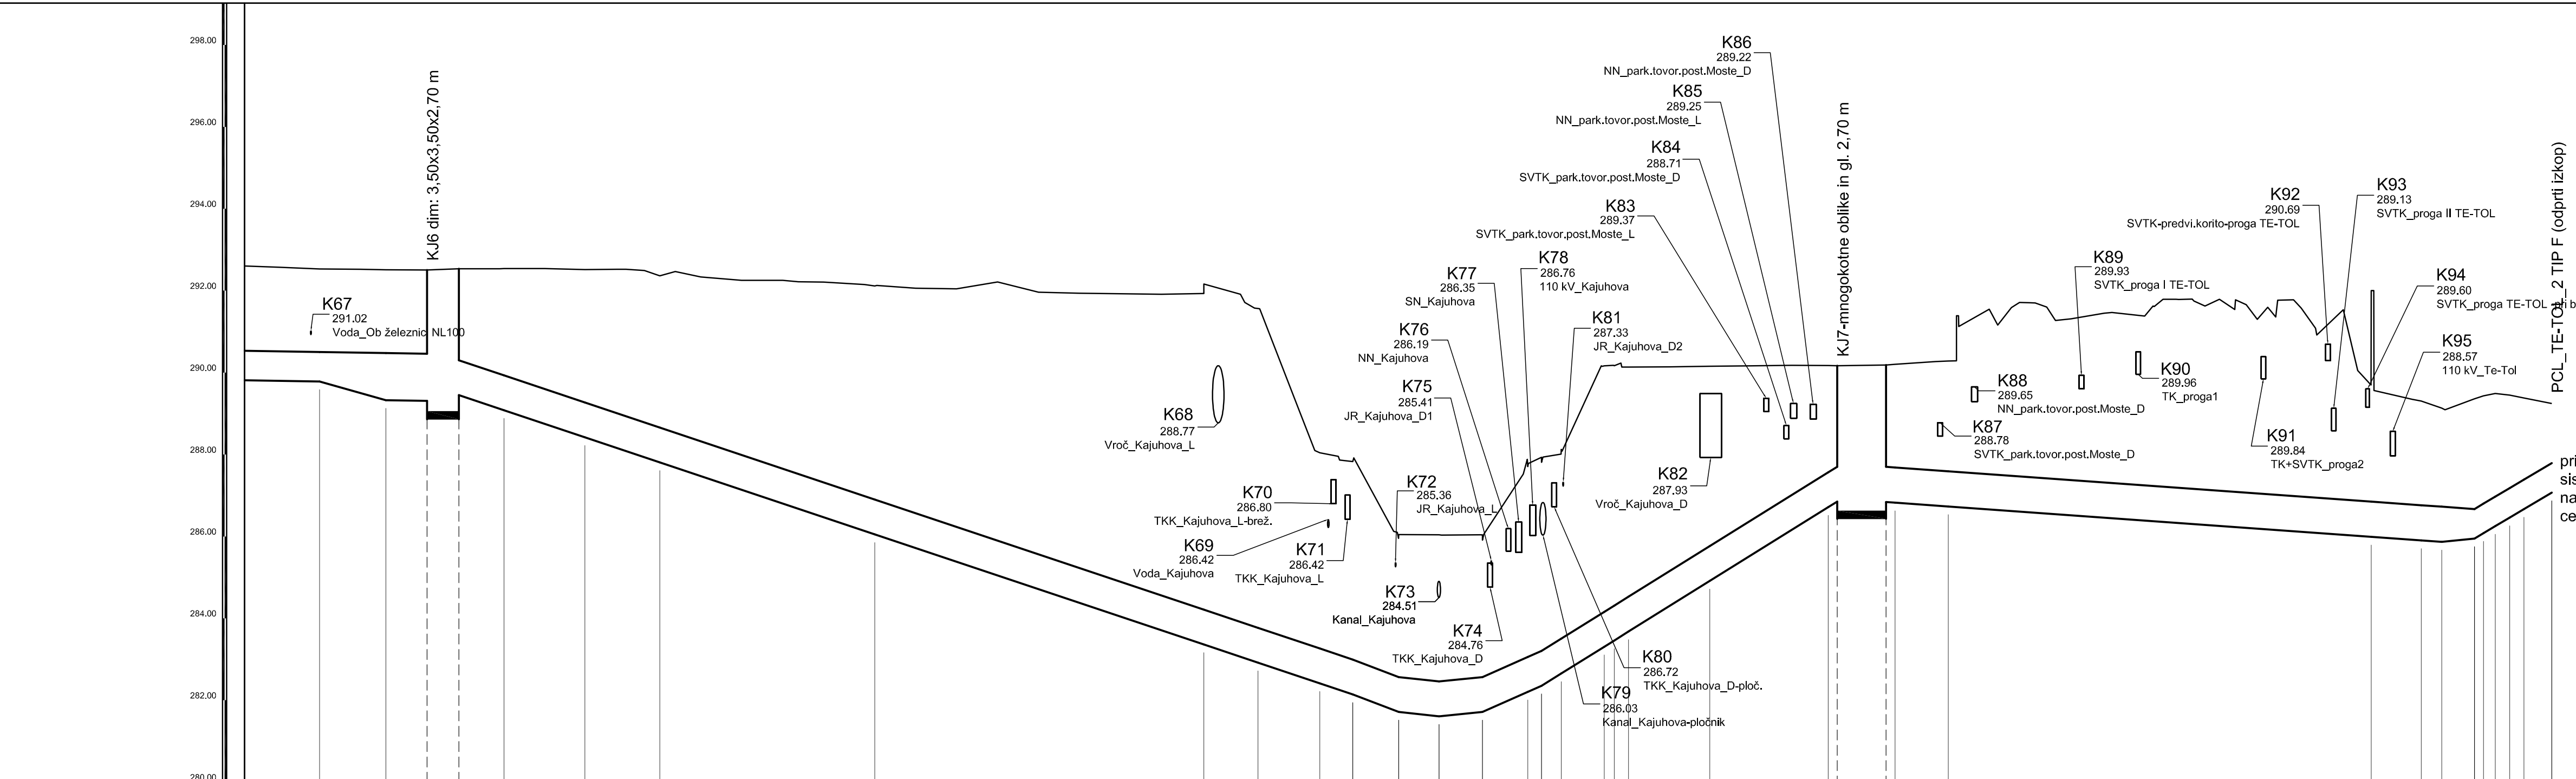 298.00
296.00
294.00
292.00
290.00
288.00
286.00
284.00
282.00
280.00
KJ6 dim: 3,50x3,50x2,70 m
K67
291.02
Voda_Ob železnic NL100
K68
288.77
Vroč_Kajuhova_L
K70
286.80
TKK_Kajuhova_L-brež.
K69
286.42
Voda_Kajuhova
K71
286.42
TKK_Kajuhova_L
K72
285.36
JR_Kajuhova_L
K73
284.51
Kanal_Kajuhova
K74
284.76
TKK_Kajuhova_D
K75
285.41
JR_Kajuhova_D1
K76
286.19
NN_Kajuhova
K77
286.35
SN_Kajuhova
K78
286.76
110 kV_Kajuhova
K81
287.33
JR_Kajuhova_D2
K79
286.03
Kanal_Kajuhova-pločnik
K80
286.72
TKK_Kajuhova_D-ploč.
K82
287.93
Vroč_Kajuhova_D
K83
289.37
SVTK_park.tovor.post.Moste_L
K84
288.71
SVTK_park.tovor.post.Moste_D
K85
289.25
NN_park.tovor.post.Moste_L
K86
289.22
NN_park.tovor.post.Moste_D
KJ7-mnogokotne oblike in gl. 2,70 m
K87
288.78
SVTK_park.tovor.post.Moste_D
K88
289.65
NN_park.tovor.post.Moste_D
K89
289.93
SVTK_proga I TE-TOL
K90
289.96
TK_proga1
K91
289.84
TK+SVTK_proga2
K92
290.69
SVTK-predvi.korito-proga TE-TOL
K93
289.13
SVTK_proga II TE-TOL
K94
289.60
SVTK_proga TE-TOL
K95
288.57
110 kV_Te-Tol
PCL_TE-TOL_2 TIP F (odprti izkop)
pri
sis
na
ce